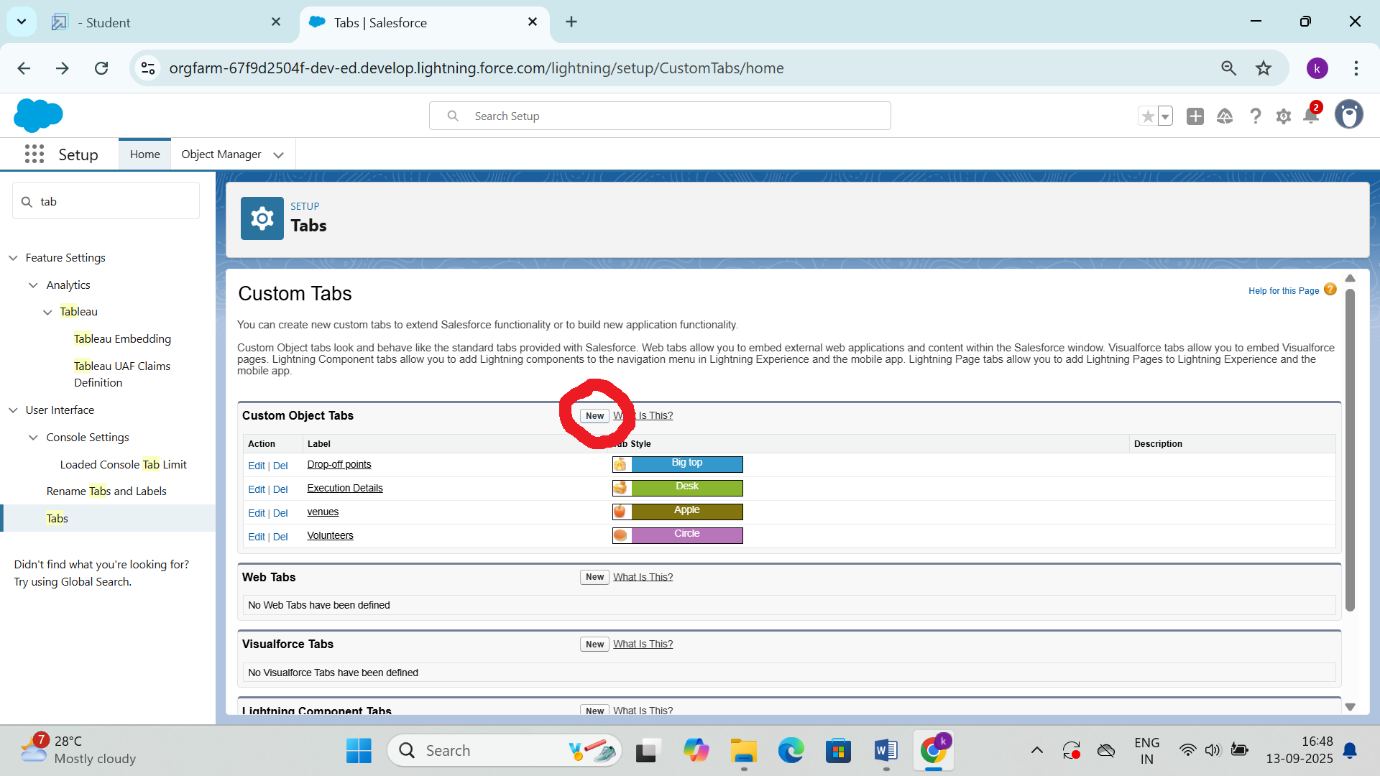 - Student
Tabs | Salesforce
orgfarm-67f9d2504f-dev-ed.develop.lightning.force.com/lightning/setup/CustomTabs/home
k
Search Setup
2
Setup
Home
Object Manager
tab
Feature Settings
Analytics
Tableau
Tableau Embedding
Tableau UAF Claims
Definition
User Interface
Console Settings
Loaded Console Tab Limit
Rename Tabs and Labels
Tabs
Didn't find what you're looking for?
Try using Global Search.
SETUP
Tabs
Custom Tabs
Help for this Page
You can create new custom tabs to extend Salesforce functionality or to build new application functionality.
Custom Object tabs look and behave like the standard tabs provided with Salesforce. Web tabs allow you to embed external web applications and content within the Salesforce window. Visualforce tabs allow you to embed Visualforce
pages. Lightning Component tabs allow you to add Lightning components to the navigation menu in Lightning Experience and the mobile app. Lightning Page tabs allow you to add Lightning Pages to Lightning Experience and the
mobile app.
Custom Object Tabs New Is This?
Action Label Style Description
Edit | Del Drop-off points Big top
Edit | Del Execution Details Desk
Edit | Del venues Apple
Edit | Del Volunteers Circle
Web Tabs New What Is This?
No Web Tabs have been defined
Visualforce Tabs New What Is This?
No Visualforce Tabs have been defined
Lightning Component Tabs New What Is This?
7
28°C
Mostly cloudy
Search
k
ENG
IN
16:48
13-09-2025